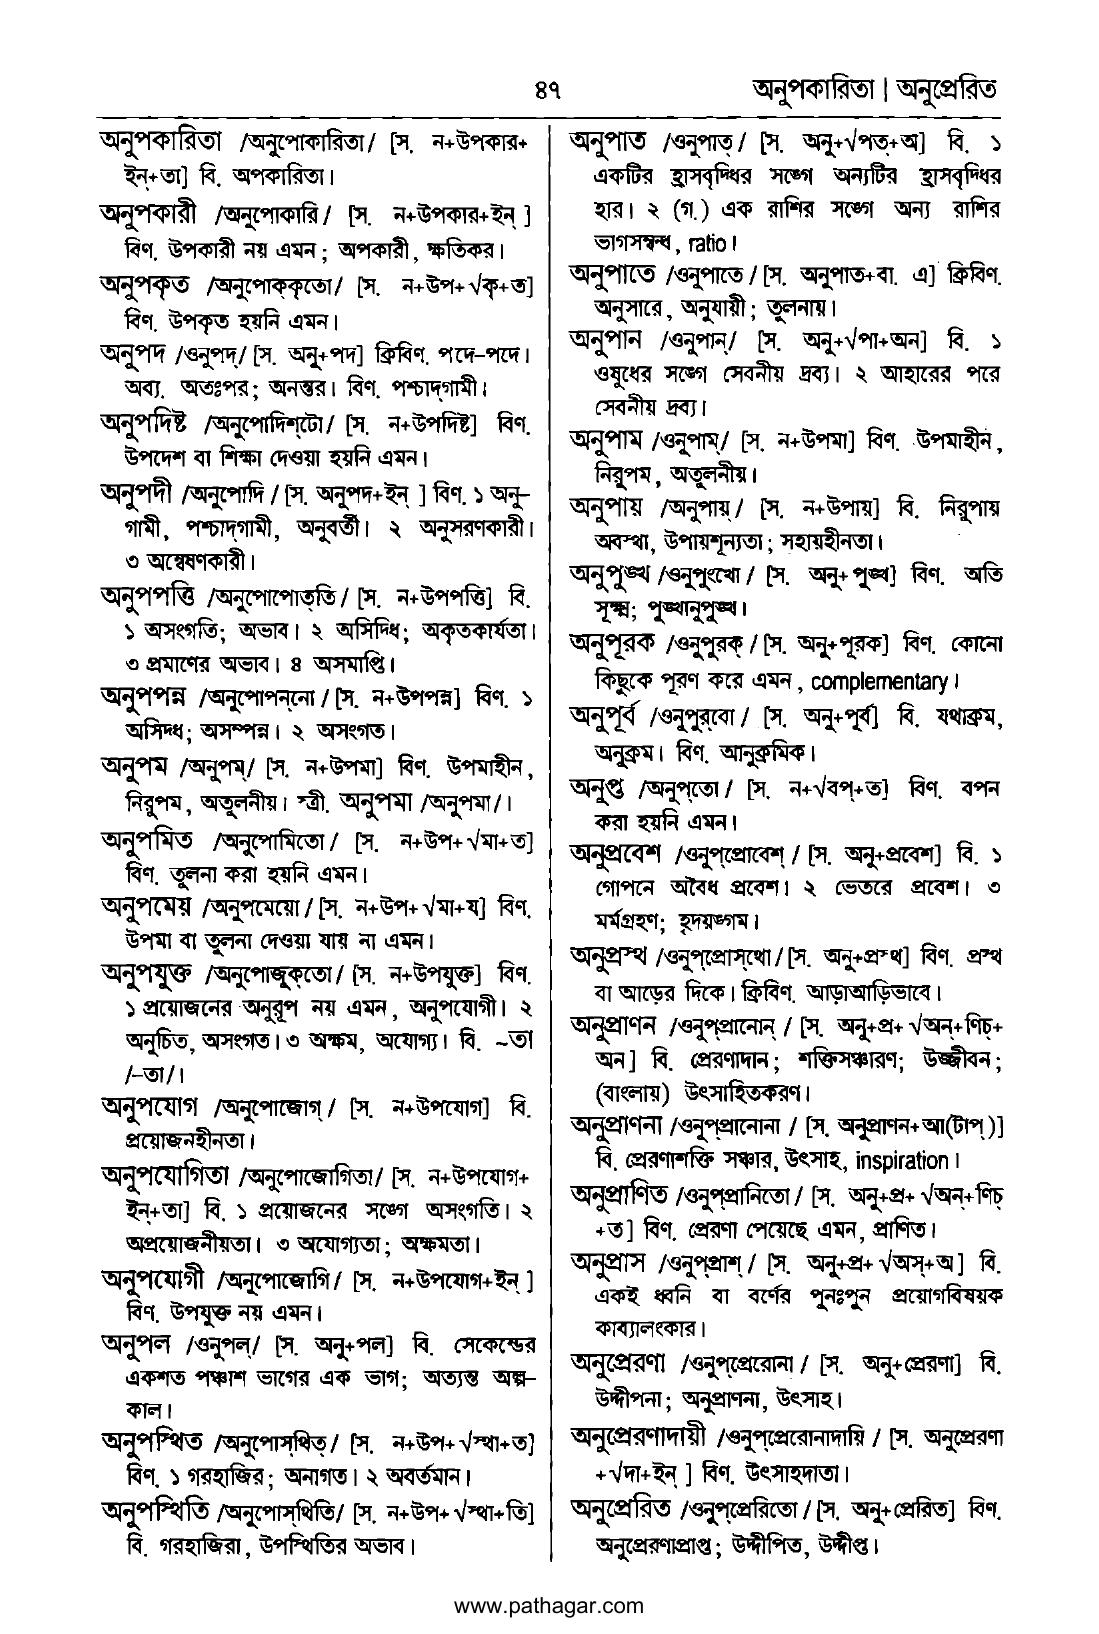 ৪৭
অনুপকারিতা | অনুপ্রেরিত
অনুপকারিতা /অনুপোকারিতা/ [স. ন+উপকার+
ইন্+তা] বি. অপকারিতা।
অনুপকারী /অনুপোকারি/ [স. ন+উপকার+ইন্ ]
বিণ. উপকারী নয় এমন; অপকারী, ক্ষতিকর।
অনুপকৃত /অনুপোক্কৃতো/ [স. ন+উপ+√কৃ+ত]
বিণ. উপকৃত হয়নি এমন।
অনুপদ /ওনুপদ্/ [স. অনু+পদ] ক্রিবিণ. পদে-পদে।
অব্য. অতঃপর; অনন্তর। বিণ. পশ্চাদ্গামী।
অনুপদিষ্ট /অনুপোদিশ্টো/ [স. ন+উপদিষ্ট] বিণ.
উপদেশ বা শিক্ষা দেওয়া হয়নি এমন।
অনুপদী /অনুপোদি / [স. অনুপদ+ইন্ ] বিণ. ১ অনু-
গামী, পশ্চাদ্গামী, অনুবর্তী। ২ অনুসরণকারী।
৩ অন্বেষণকারী।
অনুপপত্তি /অনুপোপোত্তি/ [স. ন+উপপত্তি] বি.
১ অসংগতি; অভাব। ২ অসিদ্ধি; অকৃতকার্যতা।
৩ প্রমাণের অভাব। ৪ অসমাপ্তি।
অনুপপন্ন /অনুপোপন্নো / [স. ন+উপপন্ন] বিণ. ১
অসিদ্ধ; অসম্পন্ন। ২ অসংগত।
অনুপম /অনুপম্/ [স. ন+উপমা] বিণ. উপমাহীন,
নিরুপম, অতুলনীয়। স্ত্রী. অনুপমা /অনুপমা/।
অনুপমিত /অনুপোমিতো/ [স. ন+উপ+√মা+ত]
বিণ. তুলনা করা হয়নি এমন।
অনুপমেয় /অনুপমেয়ো/ [স. ন+উপ+√মা+য] বিণ.
উপমা বা তুলনা দেওয়া যায় না এমন।
অনুপযুক্ত /অনুপোজুক্তো/ [স. ন+উপযুক্ত] বিণ.
১ প্রয়োজনের অনুরূপ নয় এমন, অনুপযোগী। ২
অনুচিত, অসংগত। ৩ অক্ষম, অযোগ্য। বি. ~তা
/-তা/।
অনুপযোগ /অনুপোজোগ্/ [স. ন+উপযোগ] বি.
প্রয়োজনহীনতা।
অনুপযোগিতা /অনুপোজোগিতা/ [স. ন+উপযোগ+
ইন্+তা] বি. ১ প্রয়োজনের সঙ্গে অসংগতি। ২
অপ্রয়োজনীয়তা। ৩ অযোগ্যতা; অক্ষমতা।
অনুপযোগী /অনুপোজোগি/ [স. ন+উপযোগ+ইন্ ]
বিণ. উপযুক্ত নয় এমন।
অনুপল /ওনুপল্/ [স. অনু+পল] বি. সেকেন্ডের
একশত পঞ্চাশ ভাগের এক ভাগ; অত্যন্ত অল্প-
কাল।
অনুপস্থিত /অনুপোস্থিত্/ [স. ন+উপ+√স্থা+ত]
বিণ. ১ গরহাজির; অনাগত। ২ অবর্তমান।
অনুপস্থিতি /অনুপোস্থিতি/ [স. ন+উপ+√স্থা+তি]
বি. গরহাজিরা, উপস্থিতির অভাব।
অনুপাত /ওনুপাত্/ [স. অনু+√পত্+অ] বি. ১
একটির হ্রাসবৃদ্ধির সঙ্গে অন্যটির হ্রাসবৃদ্ধির
হার। ২ (গ.) এক রাশির সঙ্গে অন্য রাশির
ভাগসম্বন্ধ, ratio।
অনুপাতে /ওনুপাতে / [স. অনুপাত+বা. এ] ক্রিবিণ.
অনুসারে, অনুযায়ী; তুলনায়।
অনুপান /ওনুপান্/ [স. অনু+√পা+অন] বি. ১
ওষুধের সঙ্গে সেবনীয় দ্রব্য। ২ আহারের পরে
সেবনীয় দ্রব্য।
অনুপাম /ওনুপাম্/ [স. ন+উপমা] বিণ. উপমাহীন,
নিরুপম, অতুলনীয়।
অনুপায় /অনুপায়্/ [স. ন+উপায়] বি. নিরুপায়
অবস্থা, উপায়শূন্যতা; সহায়হীনতা।
অনুপুঙ্খ /ওনুপুংখো / [স. অনু+পুঙ্খ] বিণ. অতি
সূক্ষ্ম; পুঙ্খানুপুঙ্খ।
অনুপূরক /ওনুপুরক্ / [স. অনু+পূরক] বিণ. কোনো
কিছুকে পূরণ করে এমন, complementary।
অনুপূর্ব /ওনুপুর্বো / [স. অনু+পূর্ব] বি. যথাক্রম,
অনুক্রম। বিণ. আনুক্রমিক।
অনুপ্ত /অনুপ্তো / [স. ন+√বপ্+ত] বিণ. বপন
করা হয়নি এমন।
অনুপ্রবেশ /ওনুপ্প্রোবেশ্ / [স. অনু+প্রবেশ] বি. ১
গোপনে অবৈধ প্রবেশ। ২ ভেতরে প্রবেশ। ৩
মর্মগ্রহণ; হৃদয়ঙ্গম।
অনুপ্রস্থ /ওনুপ্প্রোস্থো / [স. অনু+প্রস্থ] বিণ. প্রস্থ
বা আড়ের দিকে। ক্রিবিণ. আড়াআড়িভাবে।
অনুপ্রাণন /ওনুপ্প্রানোন্ / [স. অনু+প্র+√অন্+ণিচ্+
অন] বি. প্রেরণাদান; শক্তিসঞ্চারণ; উজ্জীবন;
(বাংলায়) উৎসাহিতকরণ।
অনুপ্রাণনা /ওনুপ্প্রানোনা / [স. অনুপ্রাণন+আ(টাপ্)]
বি. প্রেরণাশক্তি সঞ্চার, উৎসাহ, inspiration।
অনুপ্রাণিত /ওনুপ্প্রানিতো/ [স. অনু+প্র+√অন্+ণিচ্
+ত] বিণ. প্রেরণা পেয়েছে এমন, প্রাণিত।
অনুপ্রাস /ওনুপ্প্রাশ্/ [স. অনু+প্র+√অস্+অ] বি.
একই ধ্বনি বা বর্ণের পুনঃপুন প্রয়োগবিষয়ক
কাব্যালংকার।
অনুপ্রেরণা /ওনুপ্প্রেরোনা / [স. অনু+প্রেরণা] বি.
উদ্দীপনা; অনুপ্রাণনা, উৎসাহ।
অনুপ্রেরণাদায়ী /ওনুপ্প্রেরোনাদায়ি / [স. অনুপ্রেরণা
+√দা+ইন্ ] বিণ. উৎসাহদাতা।
অনুপ্রেরিত /ওনুপ্প্রেরিতো / [স. অনু+প্রেরিত] বিণ.
অনুপ্রেরণাপ্রাপ্ত; উদ্দীপিত, উদ্দীপ্ত।
www.pathagar.com